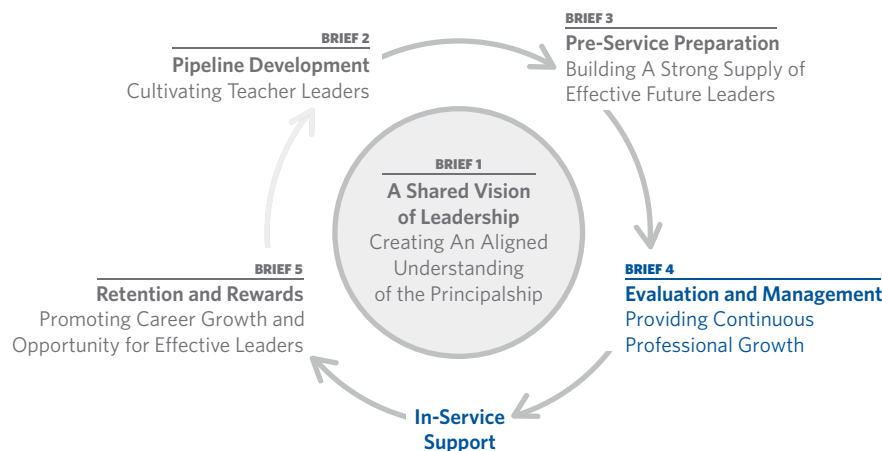 BRIEF 2
Pipeline Development
Cultivating Teacher Leaders
BRIEF 3
Pre-Service Preparation
Building A Strong Supply of
Effective Future Leaders
BRIEF 1
A Shared Vision
of Leadership
Creating An Aligned
Understanding
of the Principalship
BRIEF 4
Evaluation and Management
Providing Continuous
Professional Growth
BRIEF 5
Retention and Rewards
Promoting Career Growth and
Opportunity for Effective Leaders
In-Service
Support